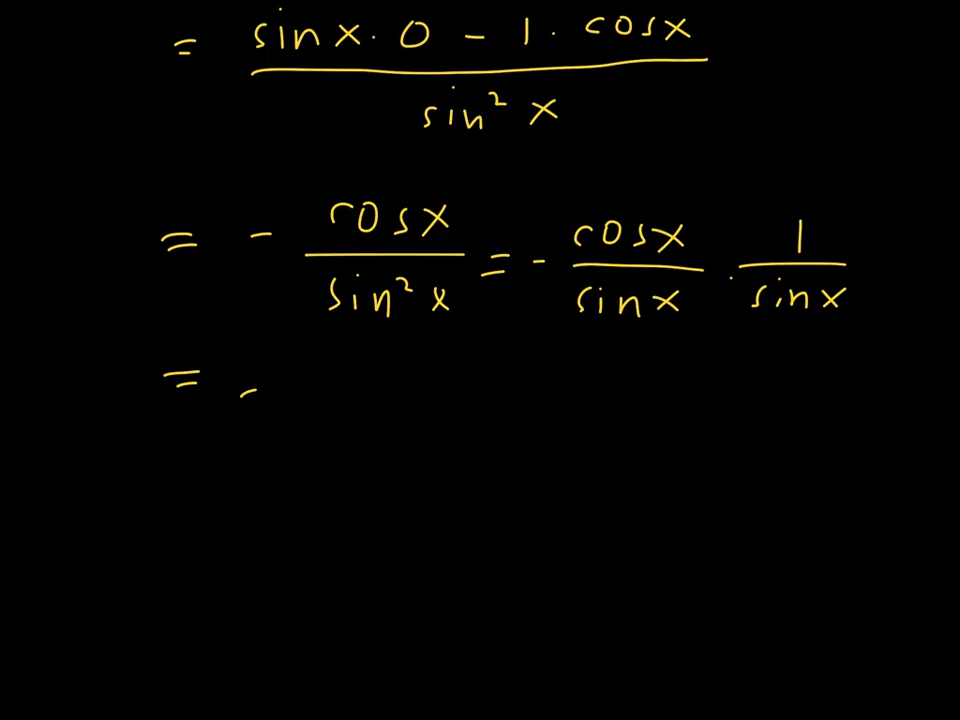 = (sin x · 0 - 1 · cos x) / (sin² x)
= - (cos x) / (sin² x) = - (cos x) / (sin x) · 1 / (sin x)
= -